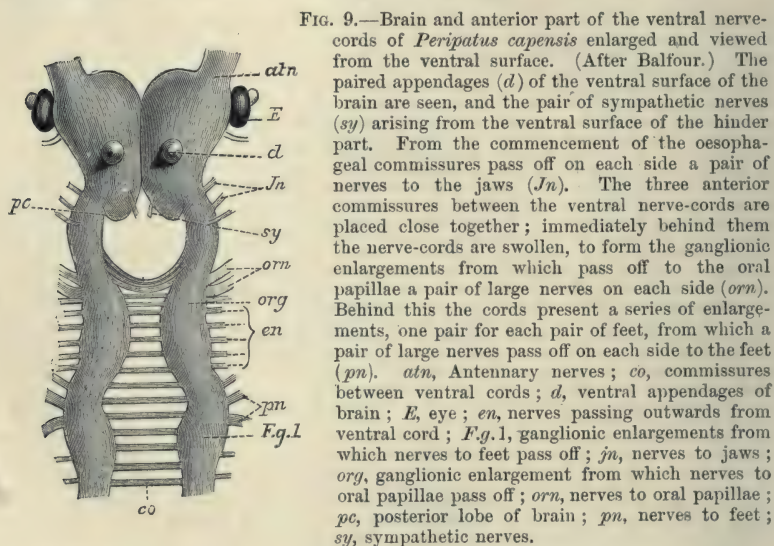 atn
E
d
Jn
pc
sy
orn
org
en
pn
F.g.1
co
FIG. 9.—Brain and anterior part of the ventral nerve-
cords of Peripatus capensis enlarged and viewed
from the ventral surface. (After Balfour.) The
paired appendages (d) of the ventral surface of the
brain are seen, and the pair of sympathetic nerves
(sy) arising from the ventral surface of the hinder
part. From the commencement of the oesopha-
geal commissures pass off on each side a pair of
nerves to the jaws (Jn). The three anterior
commissures between the ventral nerve-cords are
placed close together; immediately behind them
the nerve-cords are swollen, to form the ganglionic
enlargements from which pass off to the oral
papillae a pair of large nerves on each side (orn).
Behind this the cords present a series of enlarge-
ments, one pair for each pair of feet, from which a
pair of large nerves pass off on each side to the feet
(pn). atn, Antennary nerves; co, commissures
between ventral cords; d, ventral appendages of
brain; E, eye; en, nerves passing outwards from
ventral cord; F.g.1, ganglionic enlargements from
which nerves to feet pass off; jn, nerves to jaws;
org, ganglionic enlargement from which nerves to
oral papillae pass off; orn, nerves to oral papillae;
pc, posterior lobe of brain; pn, nerves to feet;
sy, sympathetic nerves.